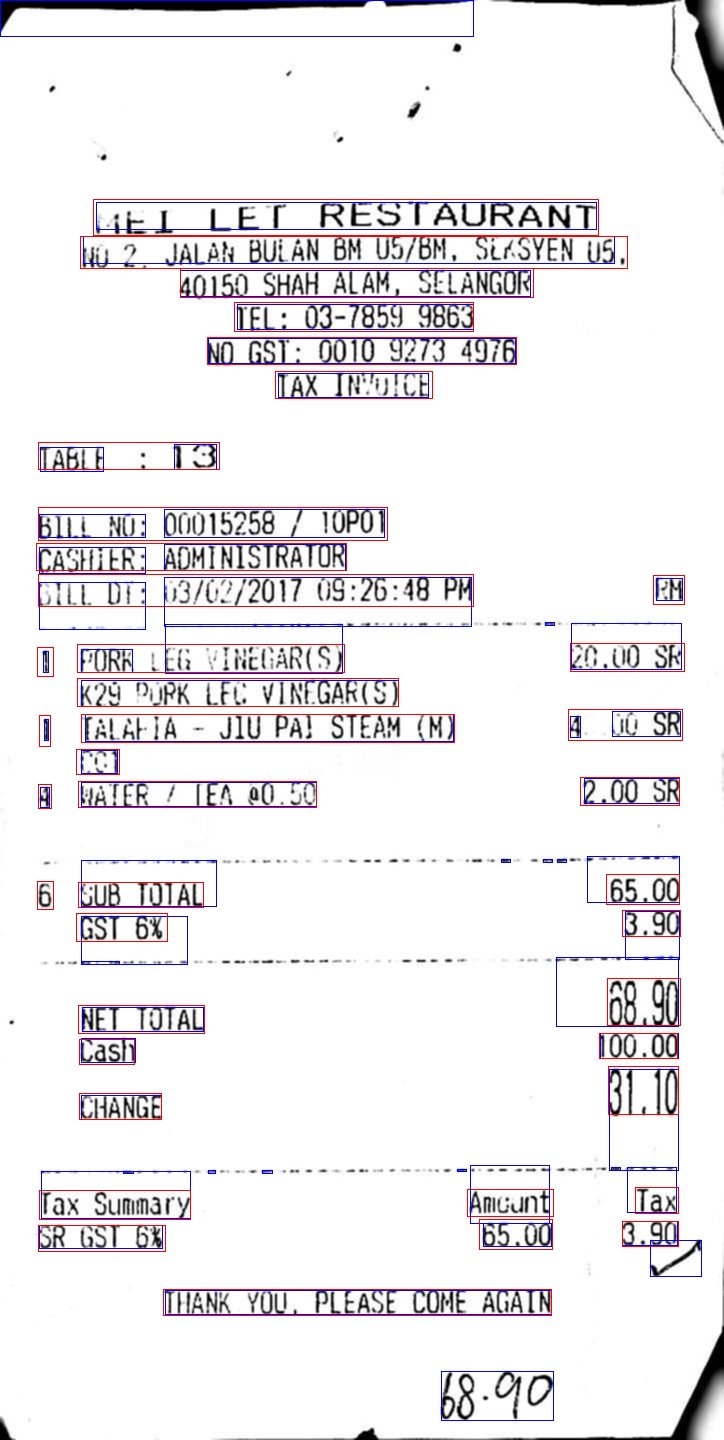 MEI LET RESTAURANT
NO 2, JALAN BULAN BM U5/BM, SEKSYEN U5,
40150 SHAH ALAM, SELANGOR
TEL: 03-7859 9863
NO GST: 0010 9273 4976
TAX INVOICE
TABLE : 13
BILL NO: 00015258 / 10P01
CASHIER: ADMINISTRATOR
BILL DT: 03/02/2017 09:26:48 PM RM
1 PORK LEG VINEGAR(S) 20.00 SR
K29 PORK LEG VINEGAR(S)
1 TALAPIA - JIU PAI STEAM (M) SR
4 WATER / TEA @0.50 2.00 SR
6 SUB TOTAL 65.00
GST 6% 3.90
NET TOTAL 68.90
Cash 100.00
CHANGE 31.10
Tax Summary Amount Tax
SR GST 6% 65.00 3.90
THANK YOU, PLEASE COME AGAIN
68.90